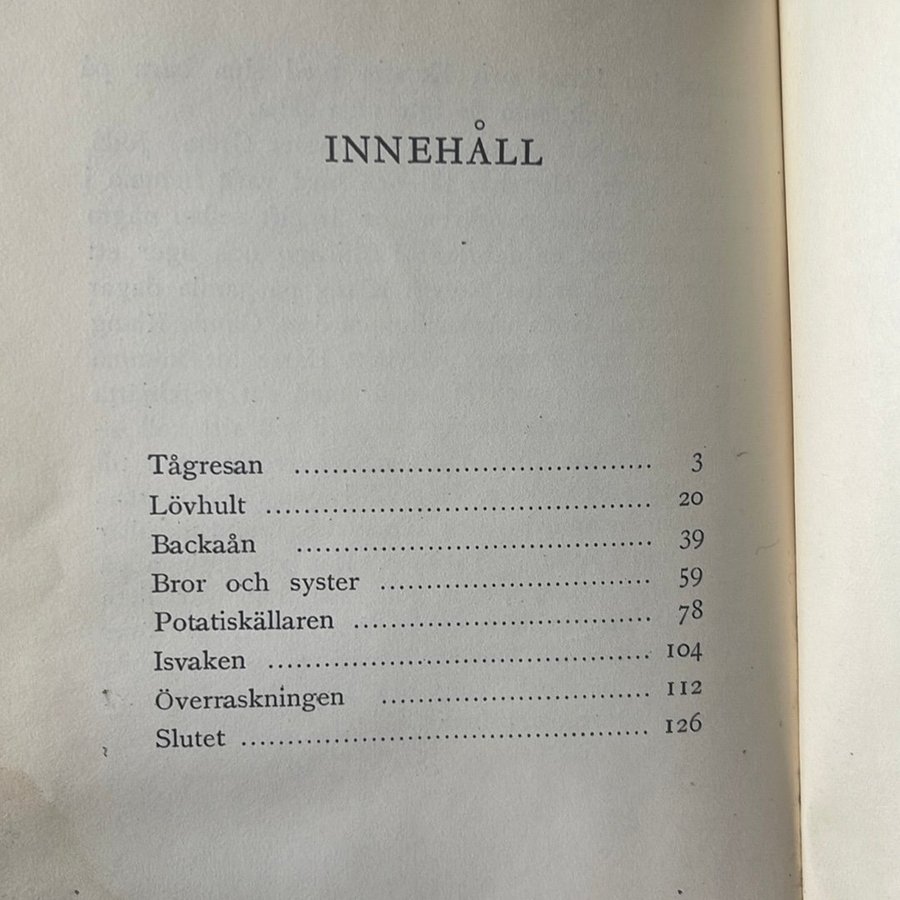 INNEHÅLL
Tågresan ........................................ 3
Lövhult ........................................ 20
Backaån ........................................ 39
Bror och syster ............................. 59
Potatiskällaren ................................ 78
Isvaken ........................................ 104
Överraskningen ............................. 112
Slutet ........................................... 126